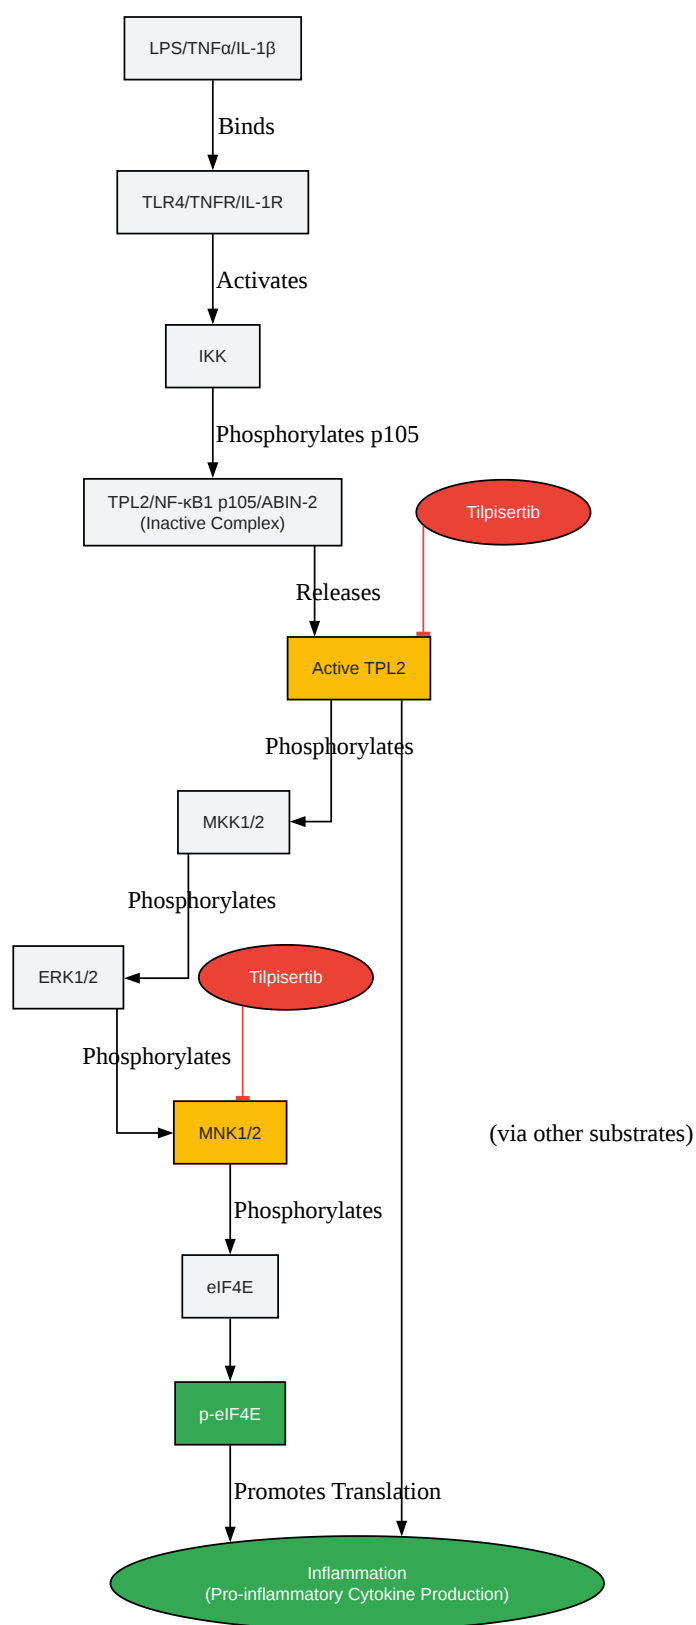 LPS/TNFα/IL-1β
Binds
TLR4/TNFR/IL-1R
Activates
IKK
Phosphorylates p105
TPL2/NF-κB1 p105/ABIN-2
(Inactive Complex)
Tilpisertib
Releases
Active TPL2
Phosphorylates
MKK1/2
Phosphorylates
ERK1/2
Tilpisertib
Phosphorylates
MNK1/2
(via other substrates)
Phosphorylates
eIF4E
p-eIF4E
Promotes Translation
Inflammation
(Pro-inflammatory Cytokine Production)